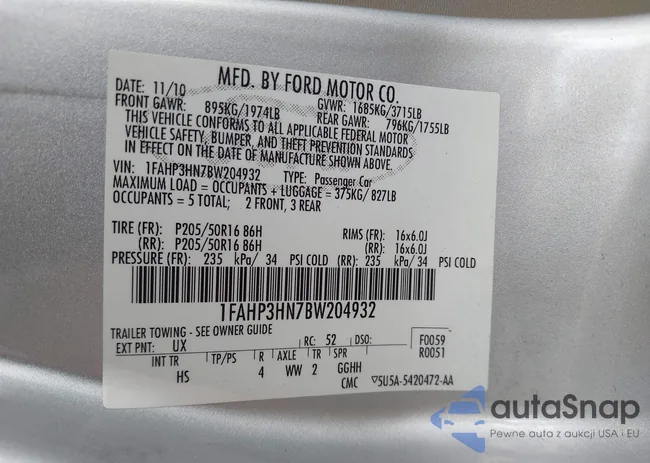 MFD. BY FORD MOTOR CO.
DATE: 11/10 GVWR: 1685KG/3715LB
FRONT GAWR: 895KG/1974LB REAR GAWR: 796KG/1755LB
THIS VEHICLE CONFORMS TO ALL APPLICABLE FEDERAL MOTOR
VEHICLE SAFETY, BUMPER, AND THEFT PREVENTION STANDARDS
IN EFFECT ON THE DATE OF MANUFACTURE SHOWN ABOVE.
VIN: 1FAHP3HN7BW204932 TYPE: Passenger Car
MAXIMUM LOAD = OCCUPANTS + LUGGAGE = 375KG/ 827LB
OCCUPANTS = 5 TOTAL; 2 FRONT, 3 REAR
TIRE (FR): P205/50R16 86H RIMS (FR): 16x6.0J
(RR): P205/50R16 86H (RR): 16x6.0J
PRESSURE (FR): 235 kPa/ 34 PSI COLD (RR): 235 kPa/ 34 PSI COLD
1FAHP3HN7BW204932
TRAILER TOWING - SEE OWNER GUIDE
EXT PNT: UX RC: 52 DSO: F0059
R0051
INT TR TP/PS R AXLE TR SPR
HS 4 WW 2 GGHH
CMC ▽5U5A-5420472-AA
autaSnap
Pewne auta z aukcji USA i EU